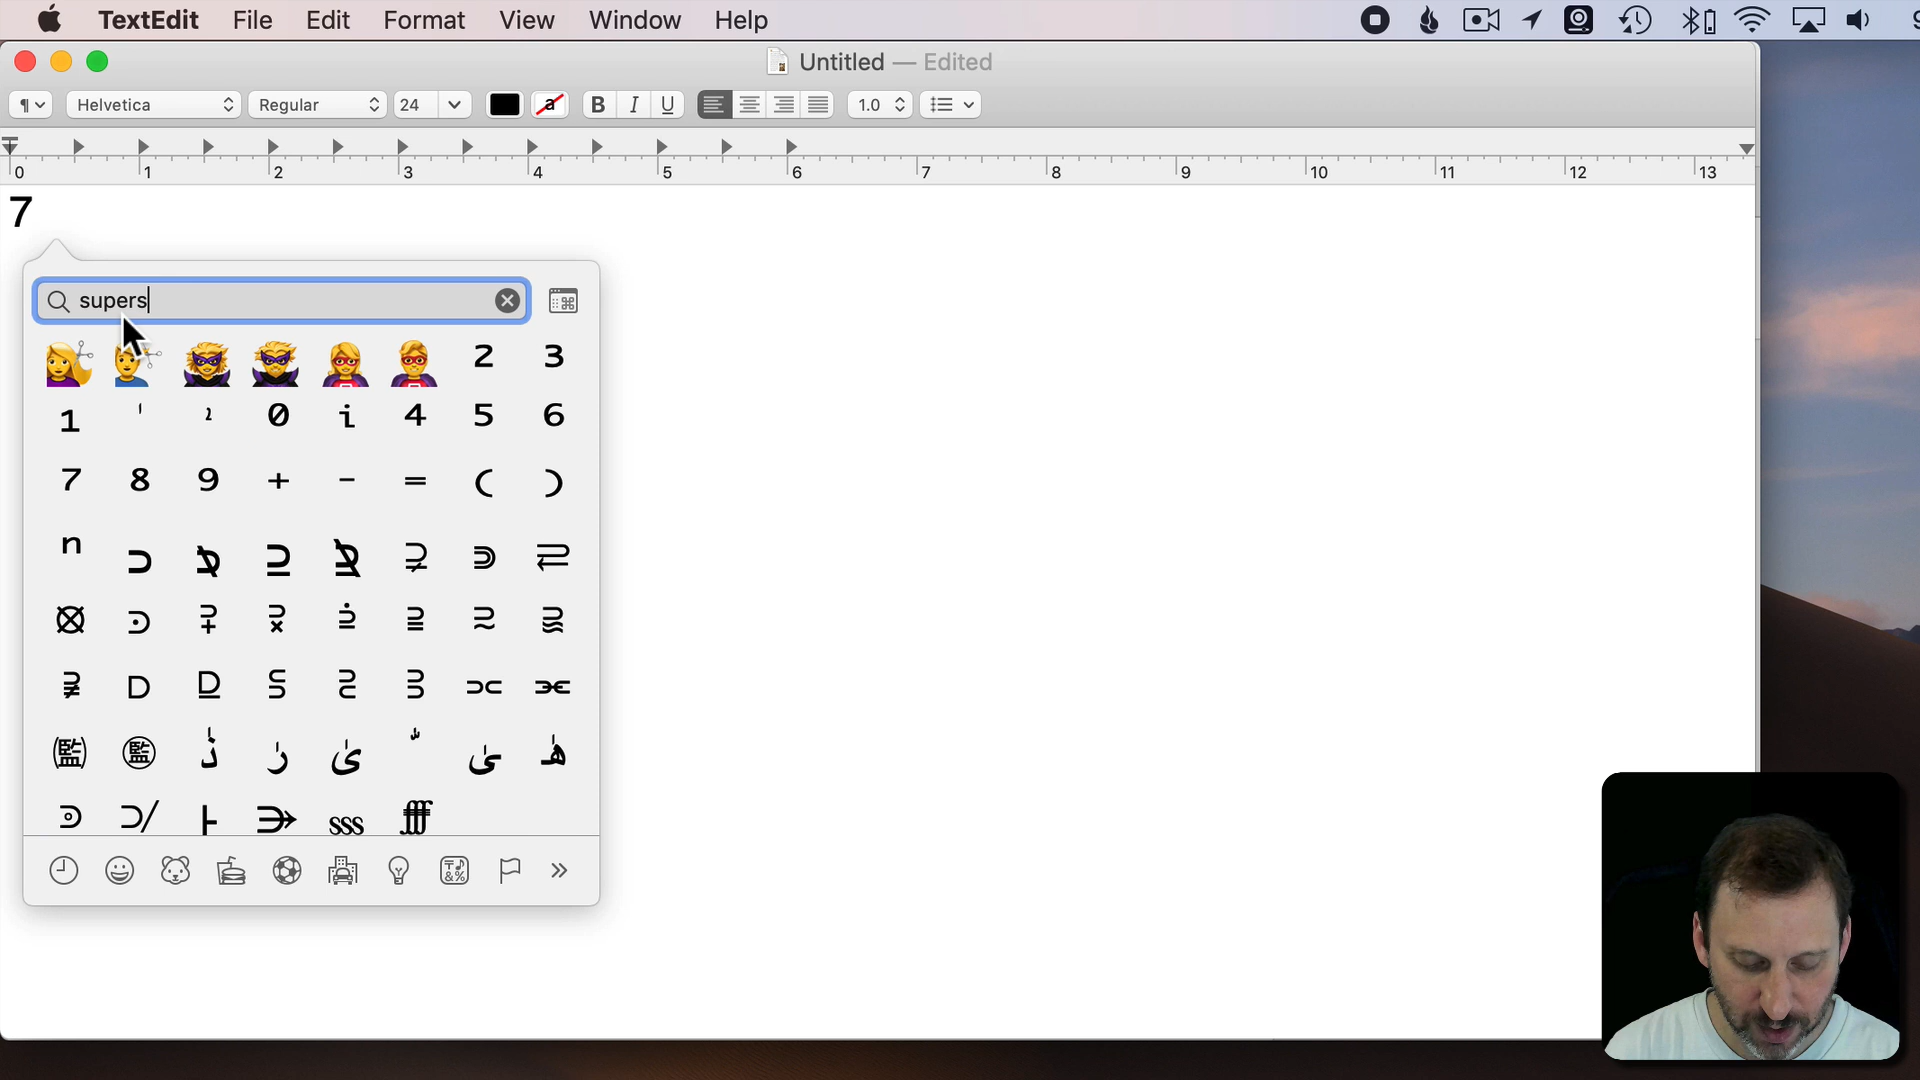 TextEdit File Edit Format View Window Help
Untitled — Edited
Helvetica Regular 24 a B I U 1.0
0 1 2 3 4 5 6 7 8 9 10 11 12 13
7
supers
2 3
1 0 i 4 5 6
7 8 9 + - = ( )
n